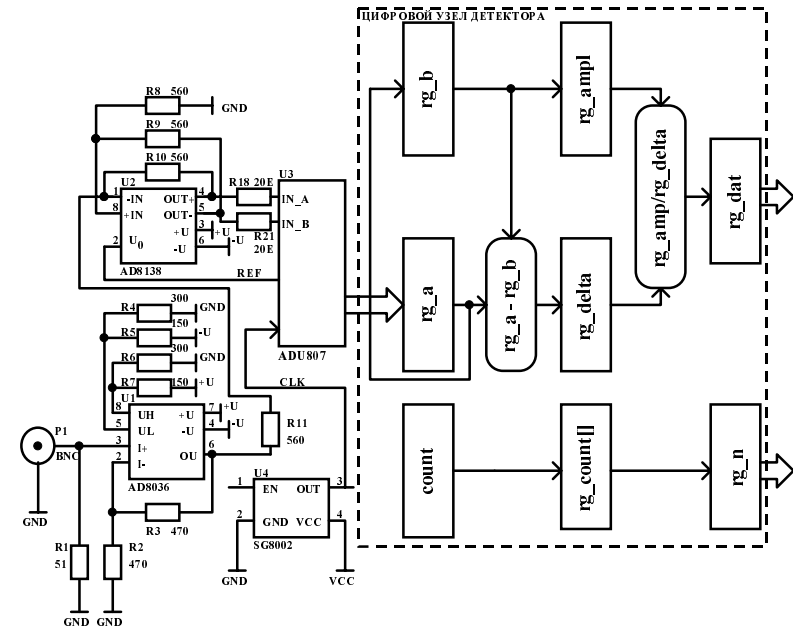 ЦИФРОВОЙ УЗЕЛ ДЕТЕКТОРА
R8 560
GND
R9 560
R10 560
U2
1 -IN OUT+ 4
8 +IN OUT- 5
+U 3 +U
2 U0 -U 6 -U
AD8138
R18 20E
R21
20E
U3
IN_A
IN_B
REF
ADU807
CLK
R4 300 GND
R5 150 -U
R6 300 GND
R7 150 +U
U1
8 UH +U 7 +U
5 UL -U 4 -U
3 I+
2 I- OU 6
AD8036
P1
BNC
GND
R11
560
R3 470
R1
51
R2
470
GND GND
U4
1 EN OUT 3
2 GND VCC 4
SG8002
GND
VCC
rg_b
rg_ampl
rg_amp/rg_delta
rg_dat
rg_a
rg_a - rg_b
rg_delta
count
rg_count[]
rg_n